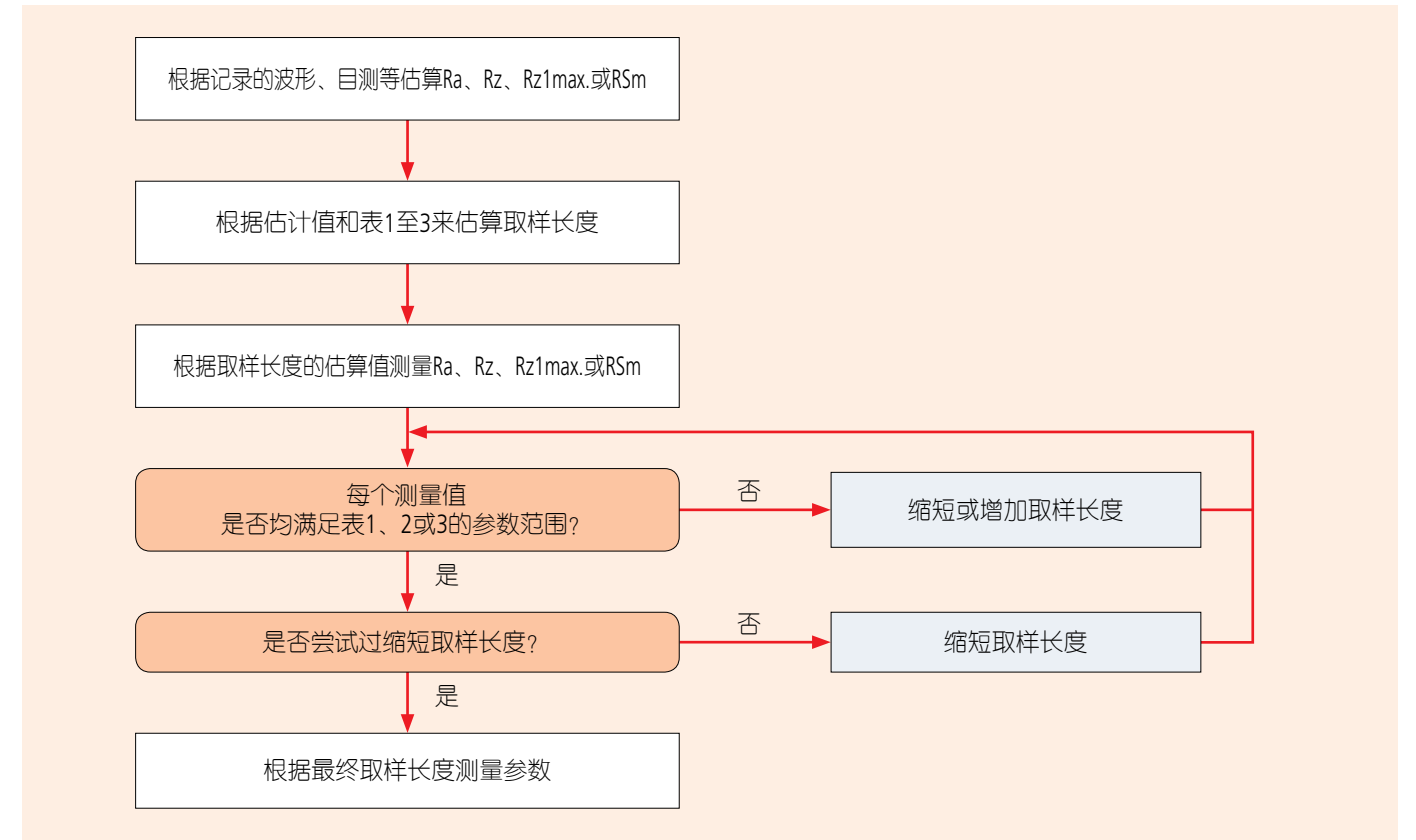 根据记录的波形、目测等估算Ra、Rz、Rz1max.或RSm
根据估计值和表1至3来估算取样长度
根据取样长度的估算值测量Ra、Rz、Rz1max.或RSm
每个测量值
是否均满足表1、2或3的参数范围?
否
缩短或增加取样长度
是
是否尝试过缩短取样长度?
否
缩短取样长度
是
根据最终取样长度测量参数